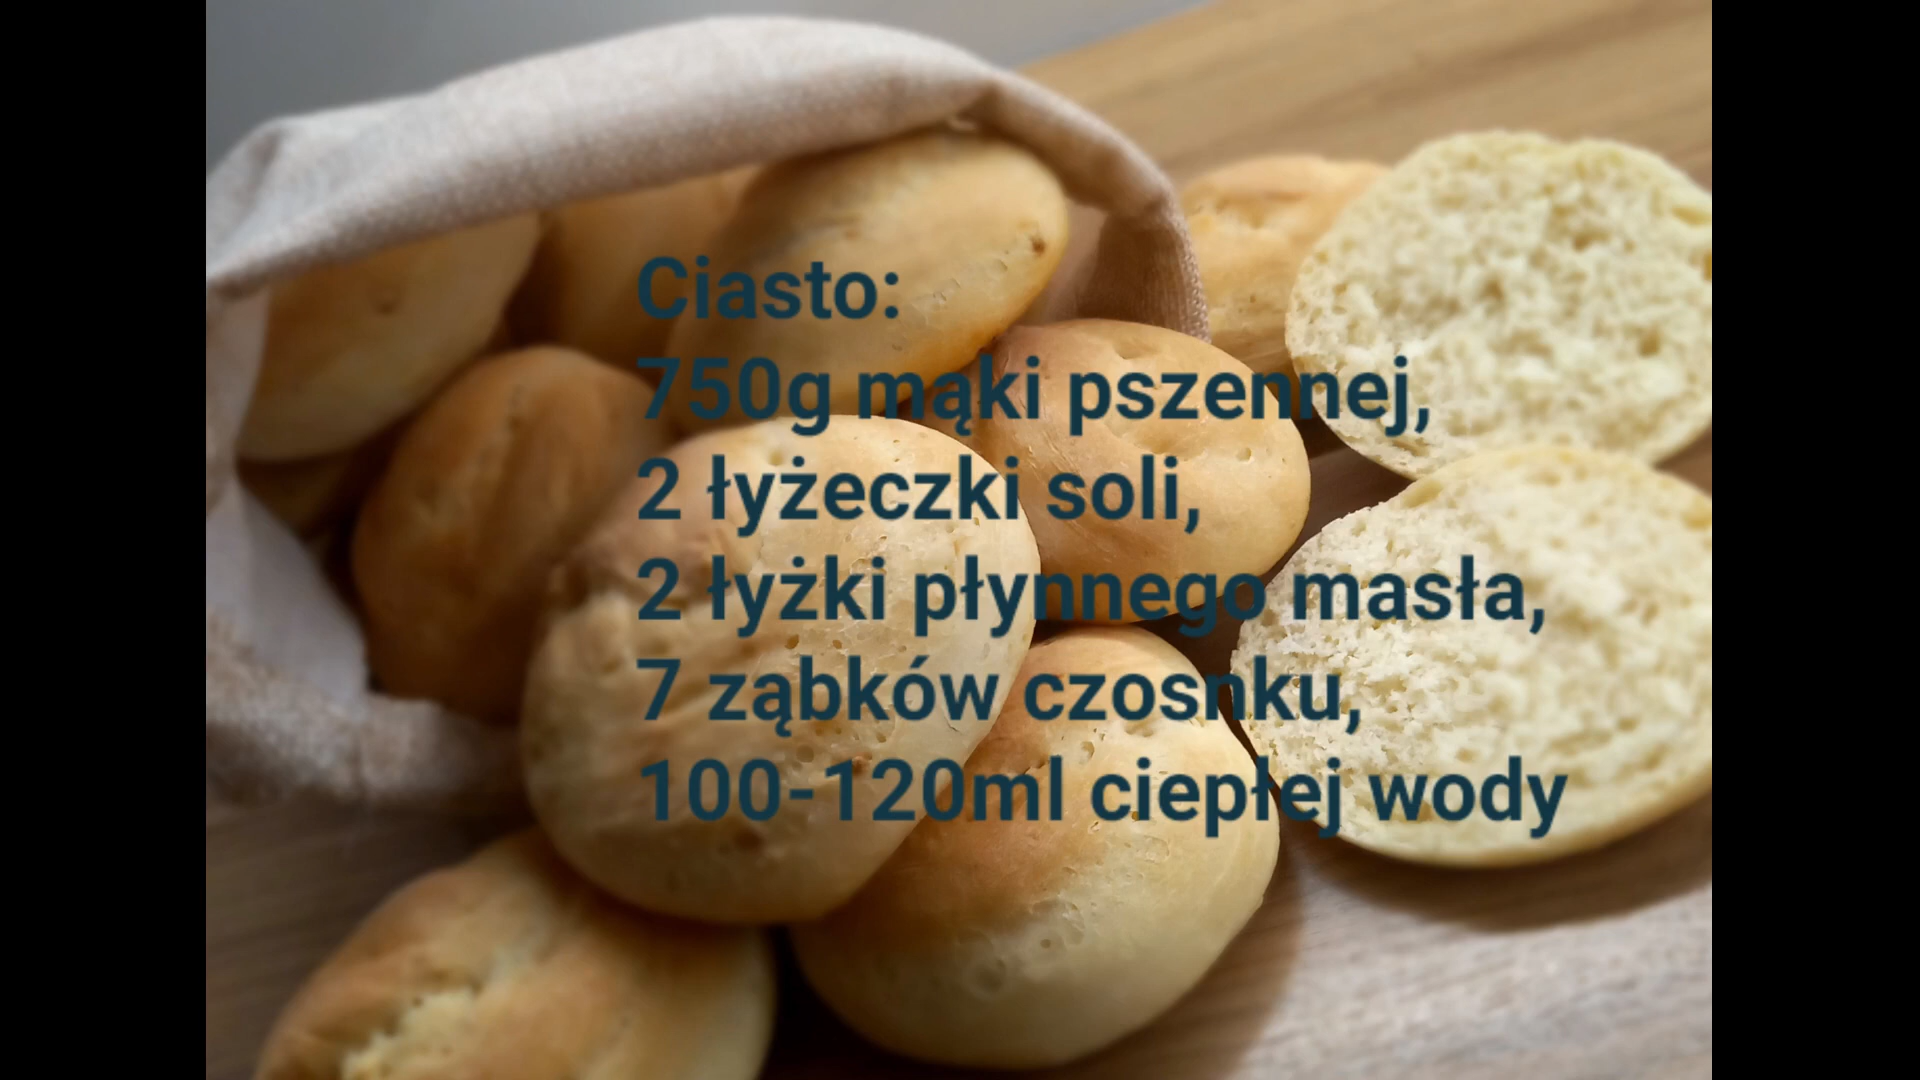 Ciasto:
750g mąki pszennej,
2 łyżeczki soli,
2 łyżki płynnego masła,
7 ząbków czosnku,
100-120ml ciepłej wody